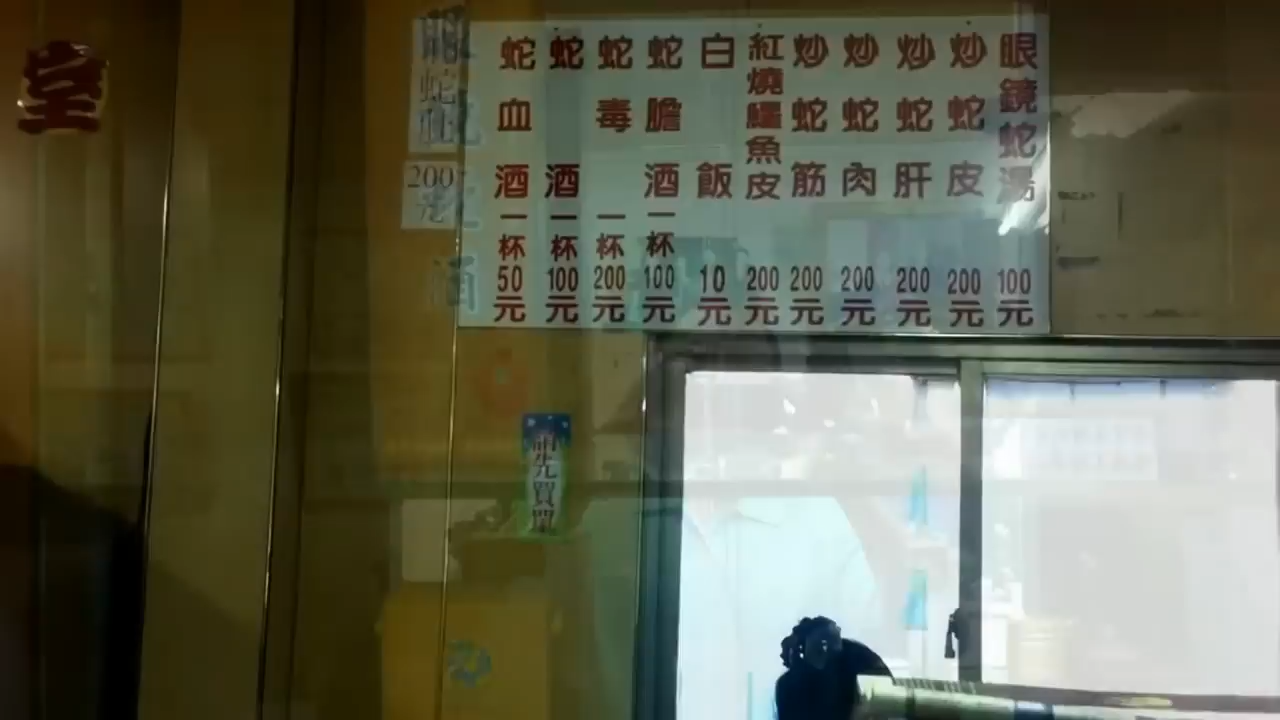 眼鏡蛇湯 100元
炒蛇皮 200元
炒蛇肝 200元
炒蛇肉 200元
炒蛇筋 200元
紅燒鱷魚皮 200元
白飯 10元
蛇膽酒一杯 100元
蛇毒一杯 200元
蛇酒一杯 100元
蛇血酒一杯 50元
200元
室
請先買單